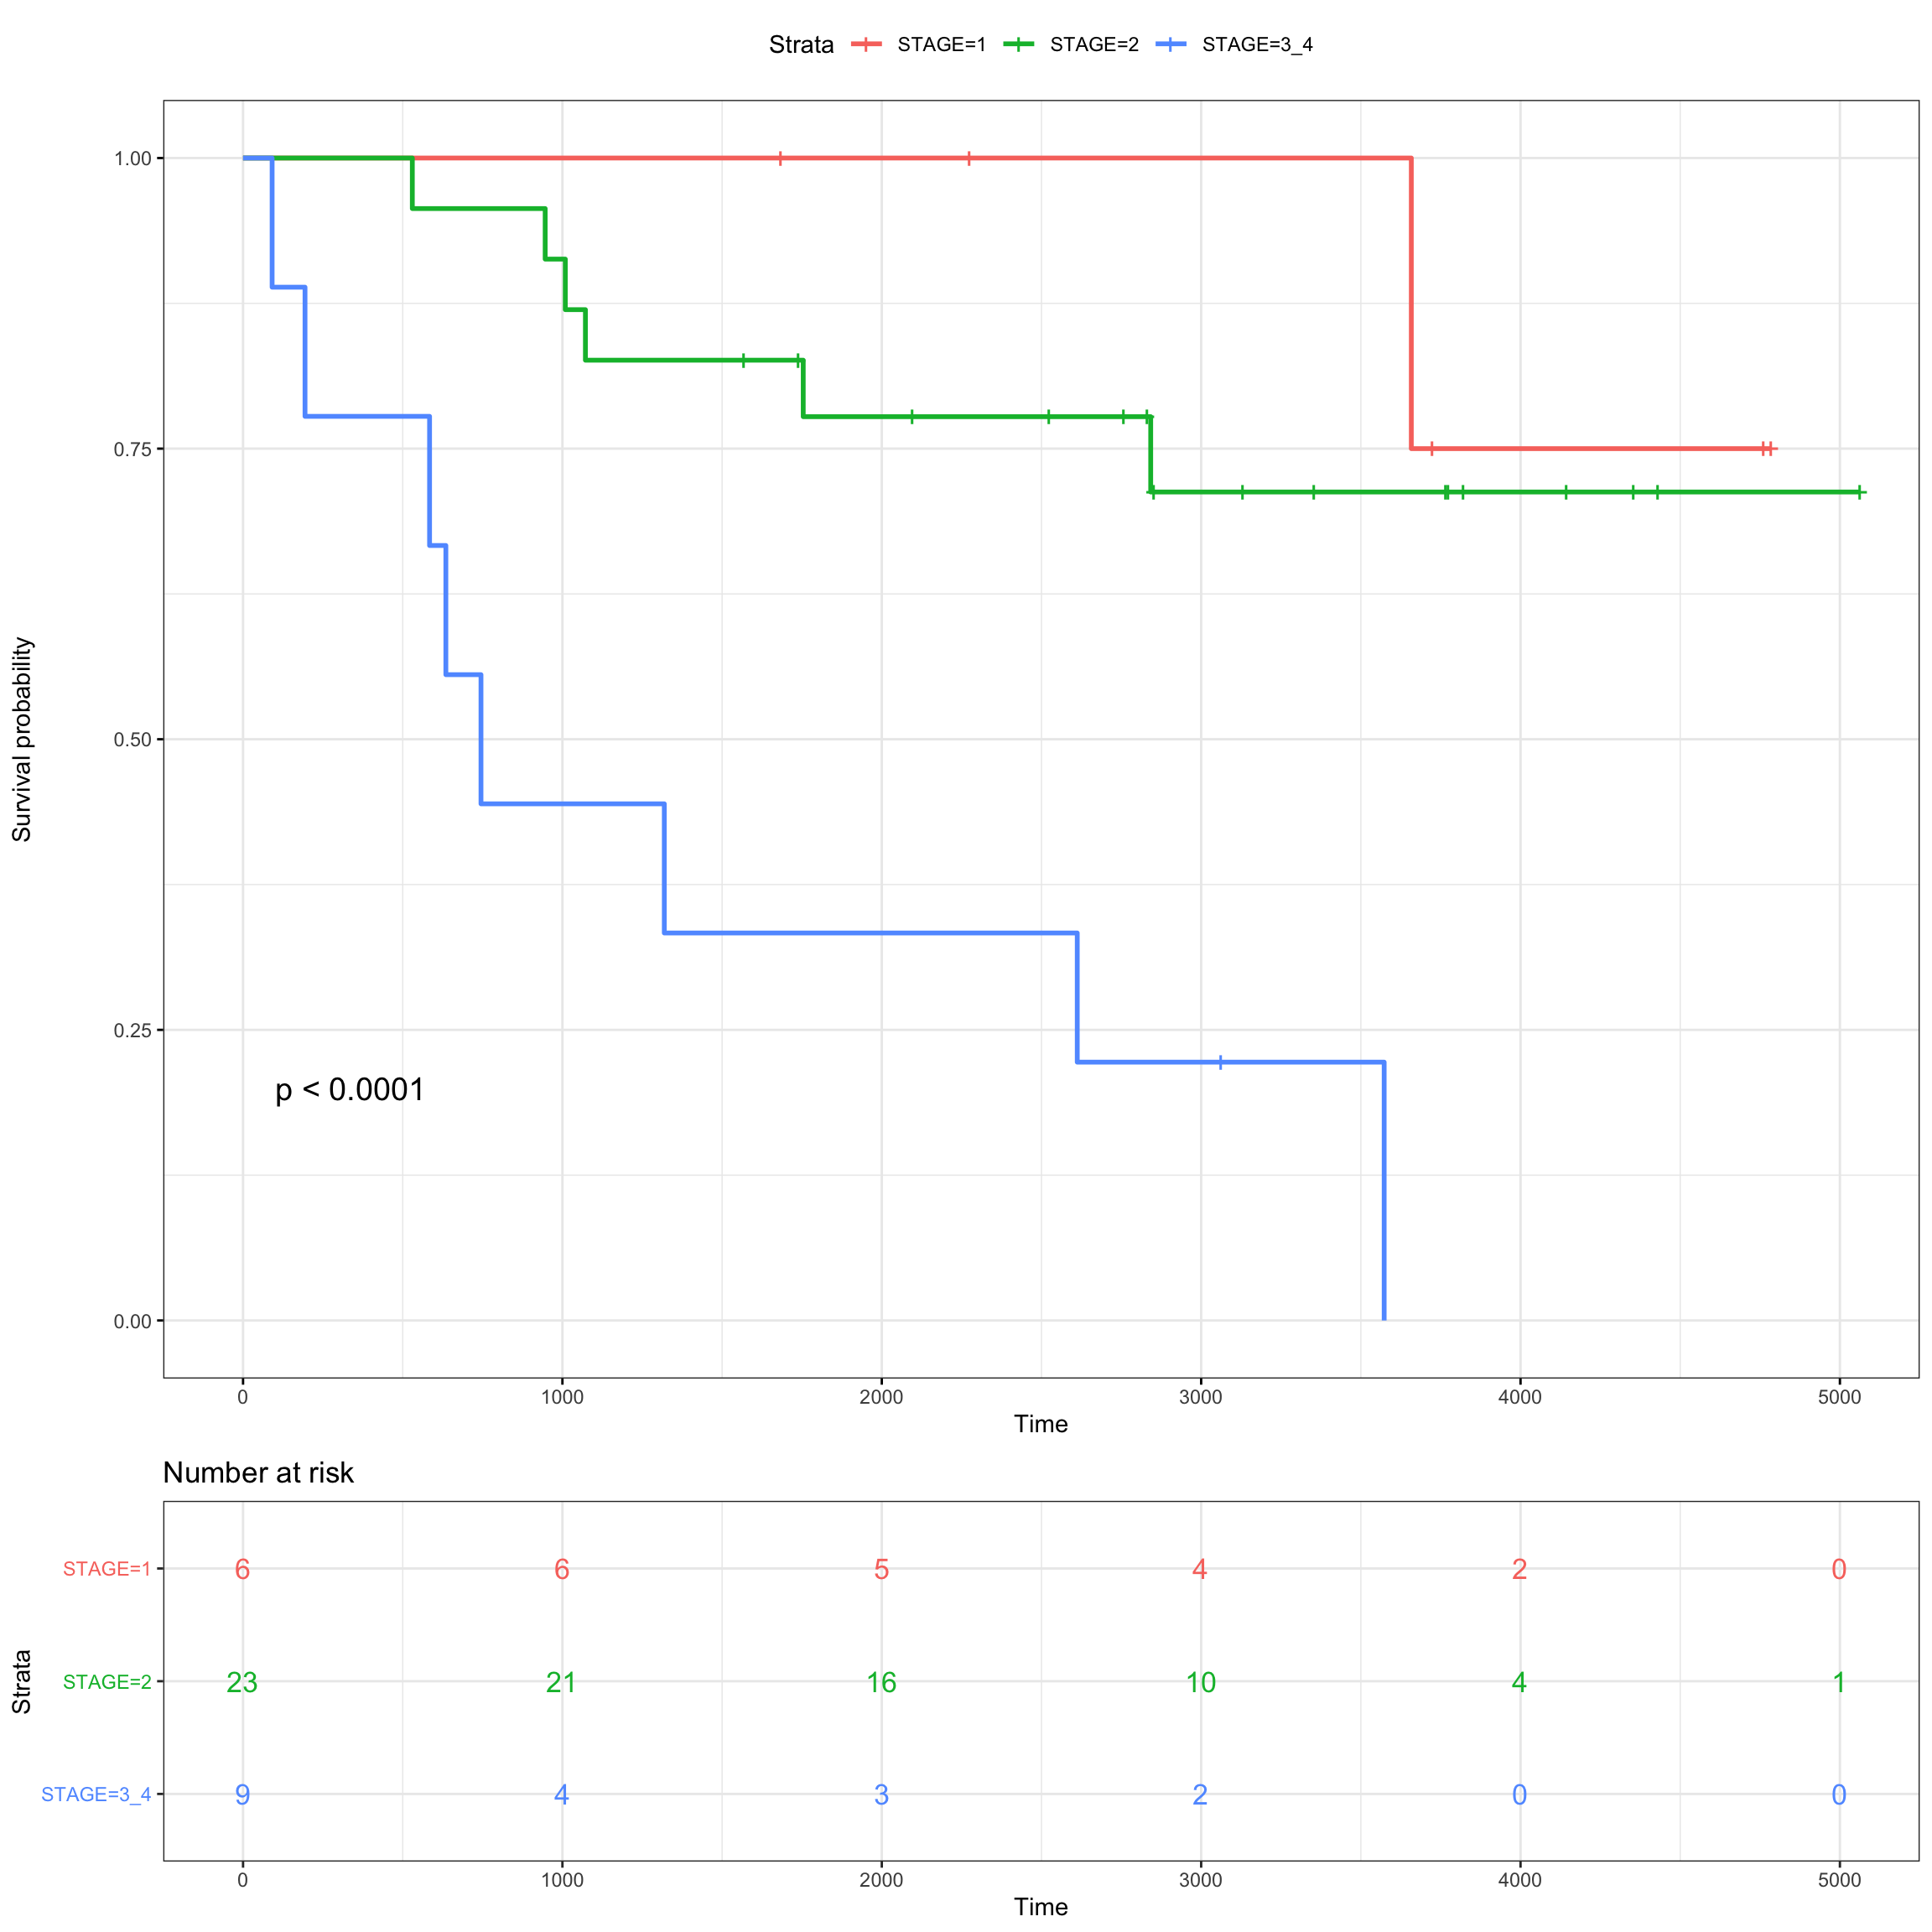 Strata STAGE=1 STAGE=2 STAGE=3_4
Survival probability
1.00
0.75
0.50
0.25
0.00
p < 0.0001
0 1000 2000 3000 4000 5000
Time
Number at risk
Strata
STAGE=1 6 6 5 4 2 0
STAGE=2 23 21 16 10 4 1
STAGE=3_4 9 4 3 2 0 0
0 1000 2000 3000 4000 5000
Time